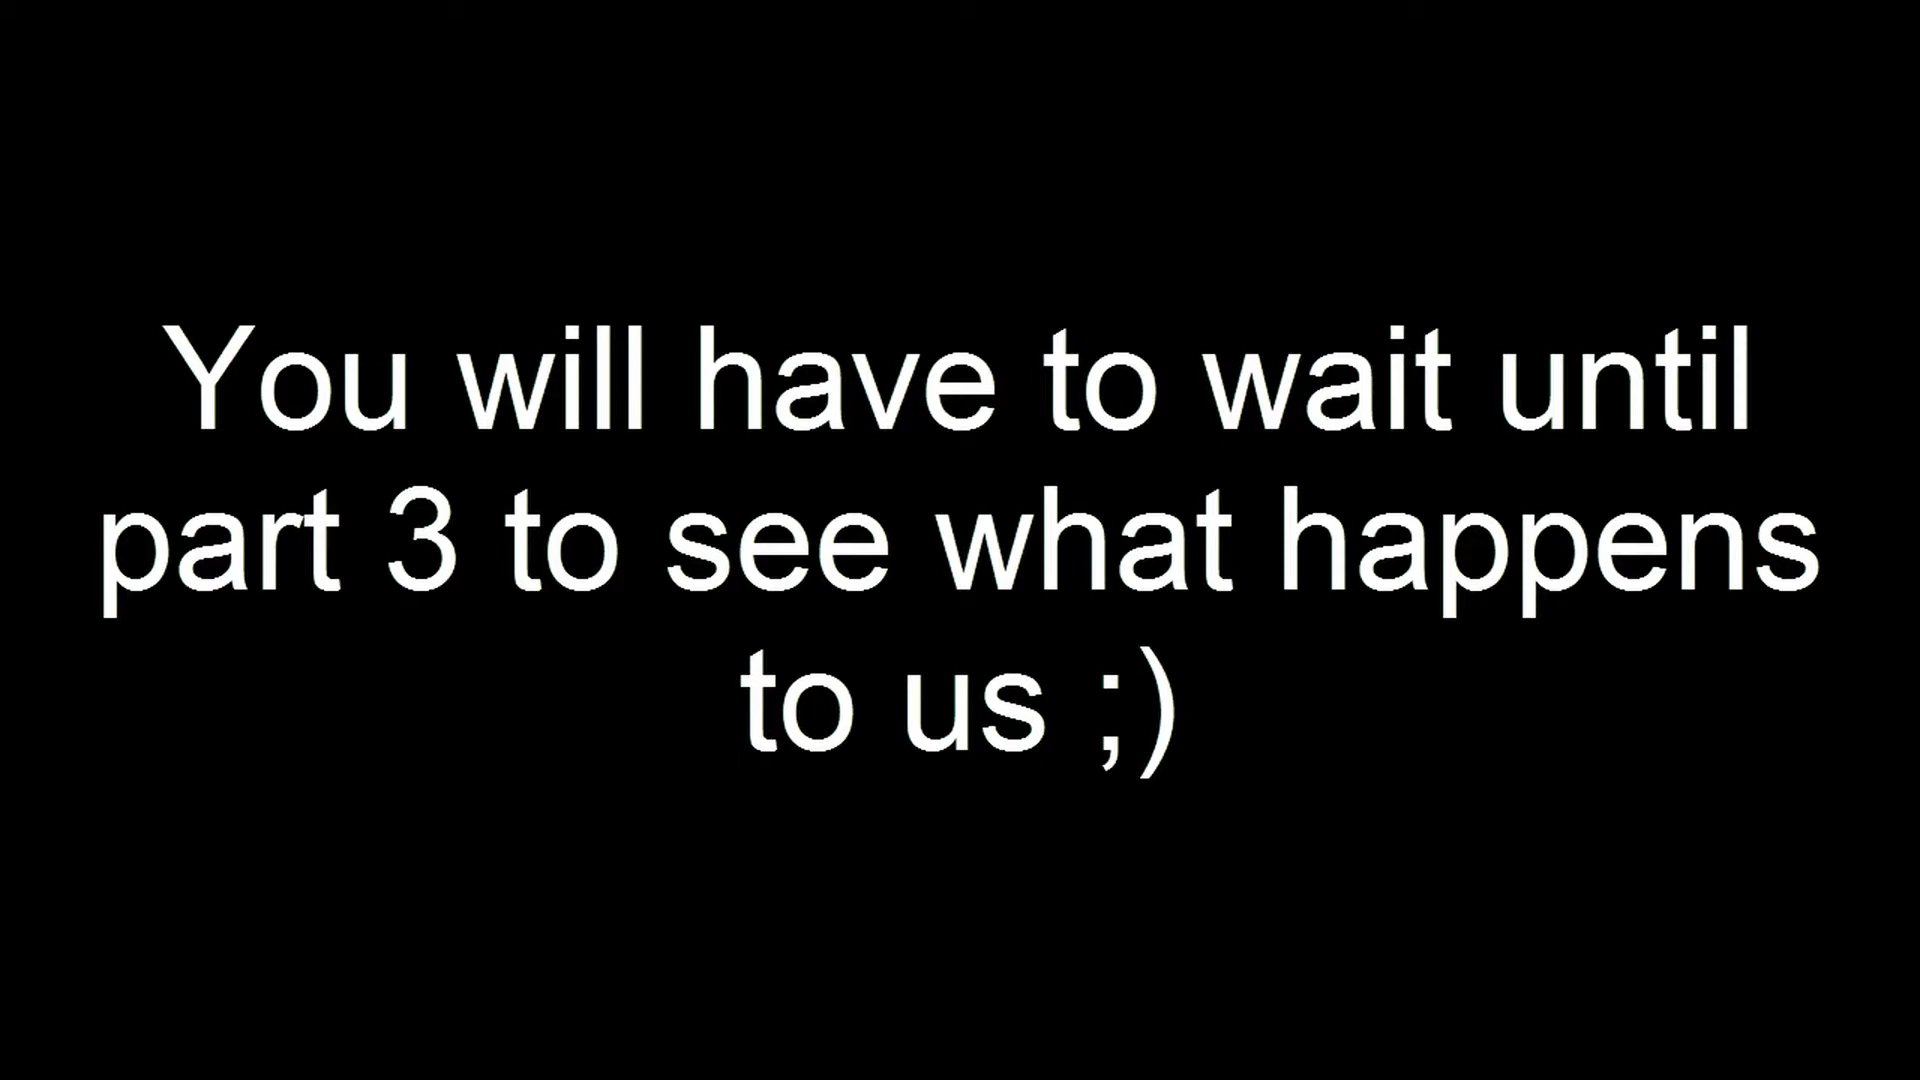 You will have to wait until
part 3 to see what happens
to us ;)